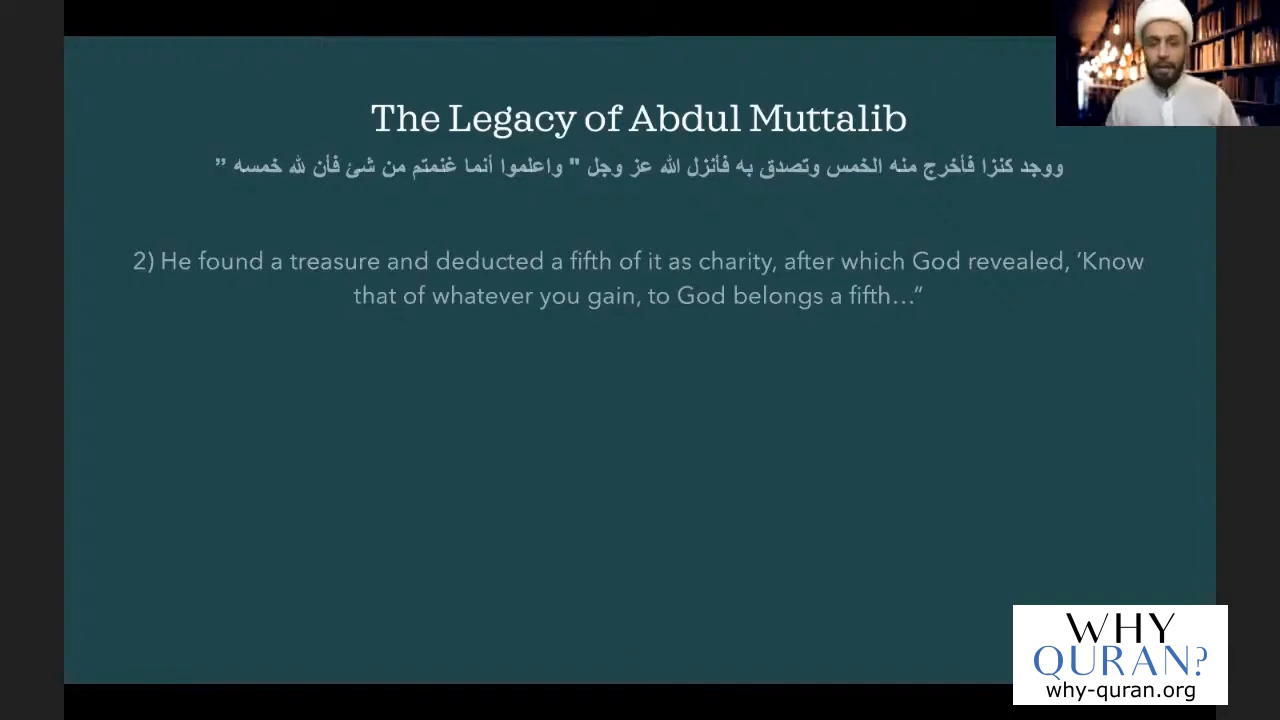 The Legacy of Abdul Muttalib
ووجد كنزا فأخرج منه الخمس وتصدق به فأنزل الله عز وجل " واعلموا أنما غنمتم من شئ فأن لله خمسه ”
2) He found a treasure and deducted a fifth of it as charity, after which God revealed, ‘Know
that of whatever you gain, to God belongs a fifth…“
WHY
QURAN?
why-quran.org